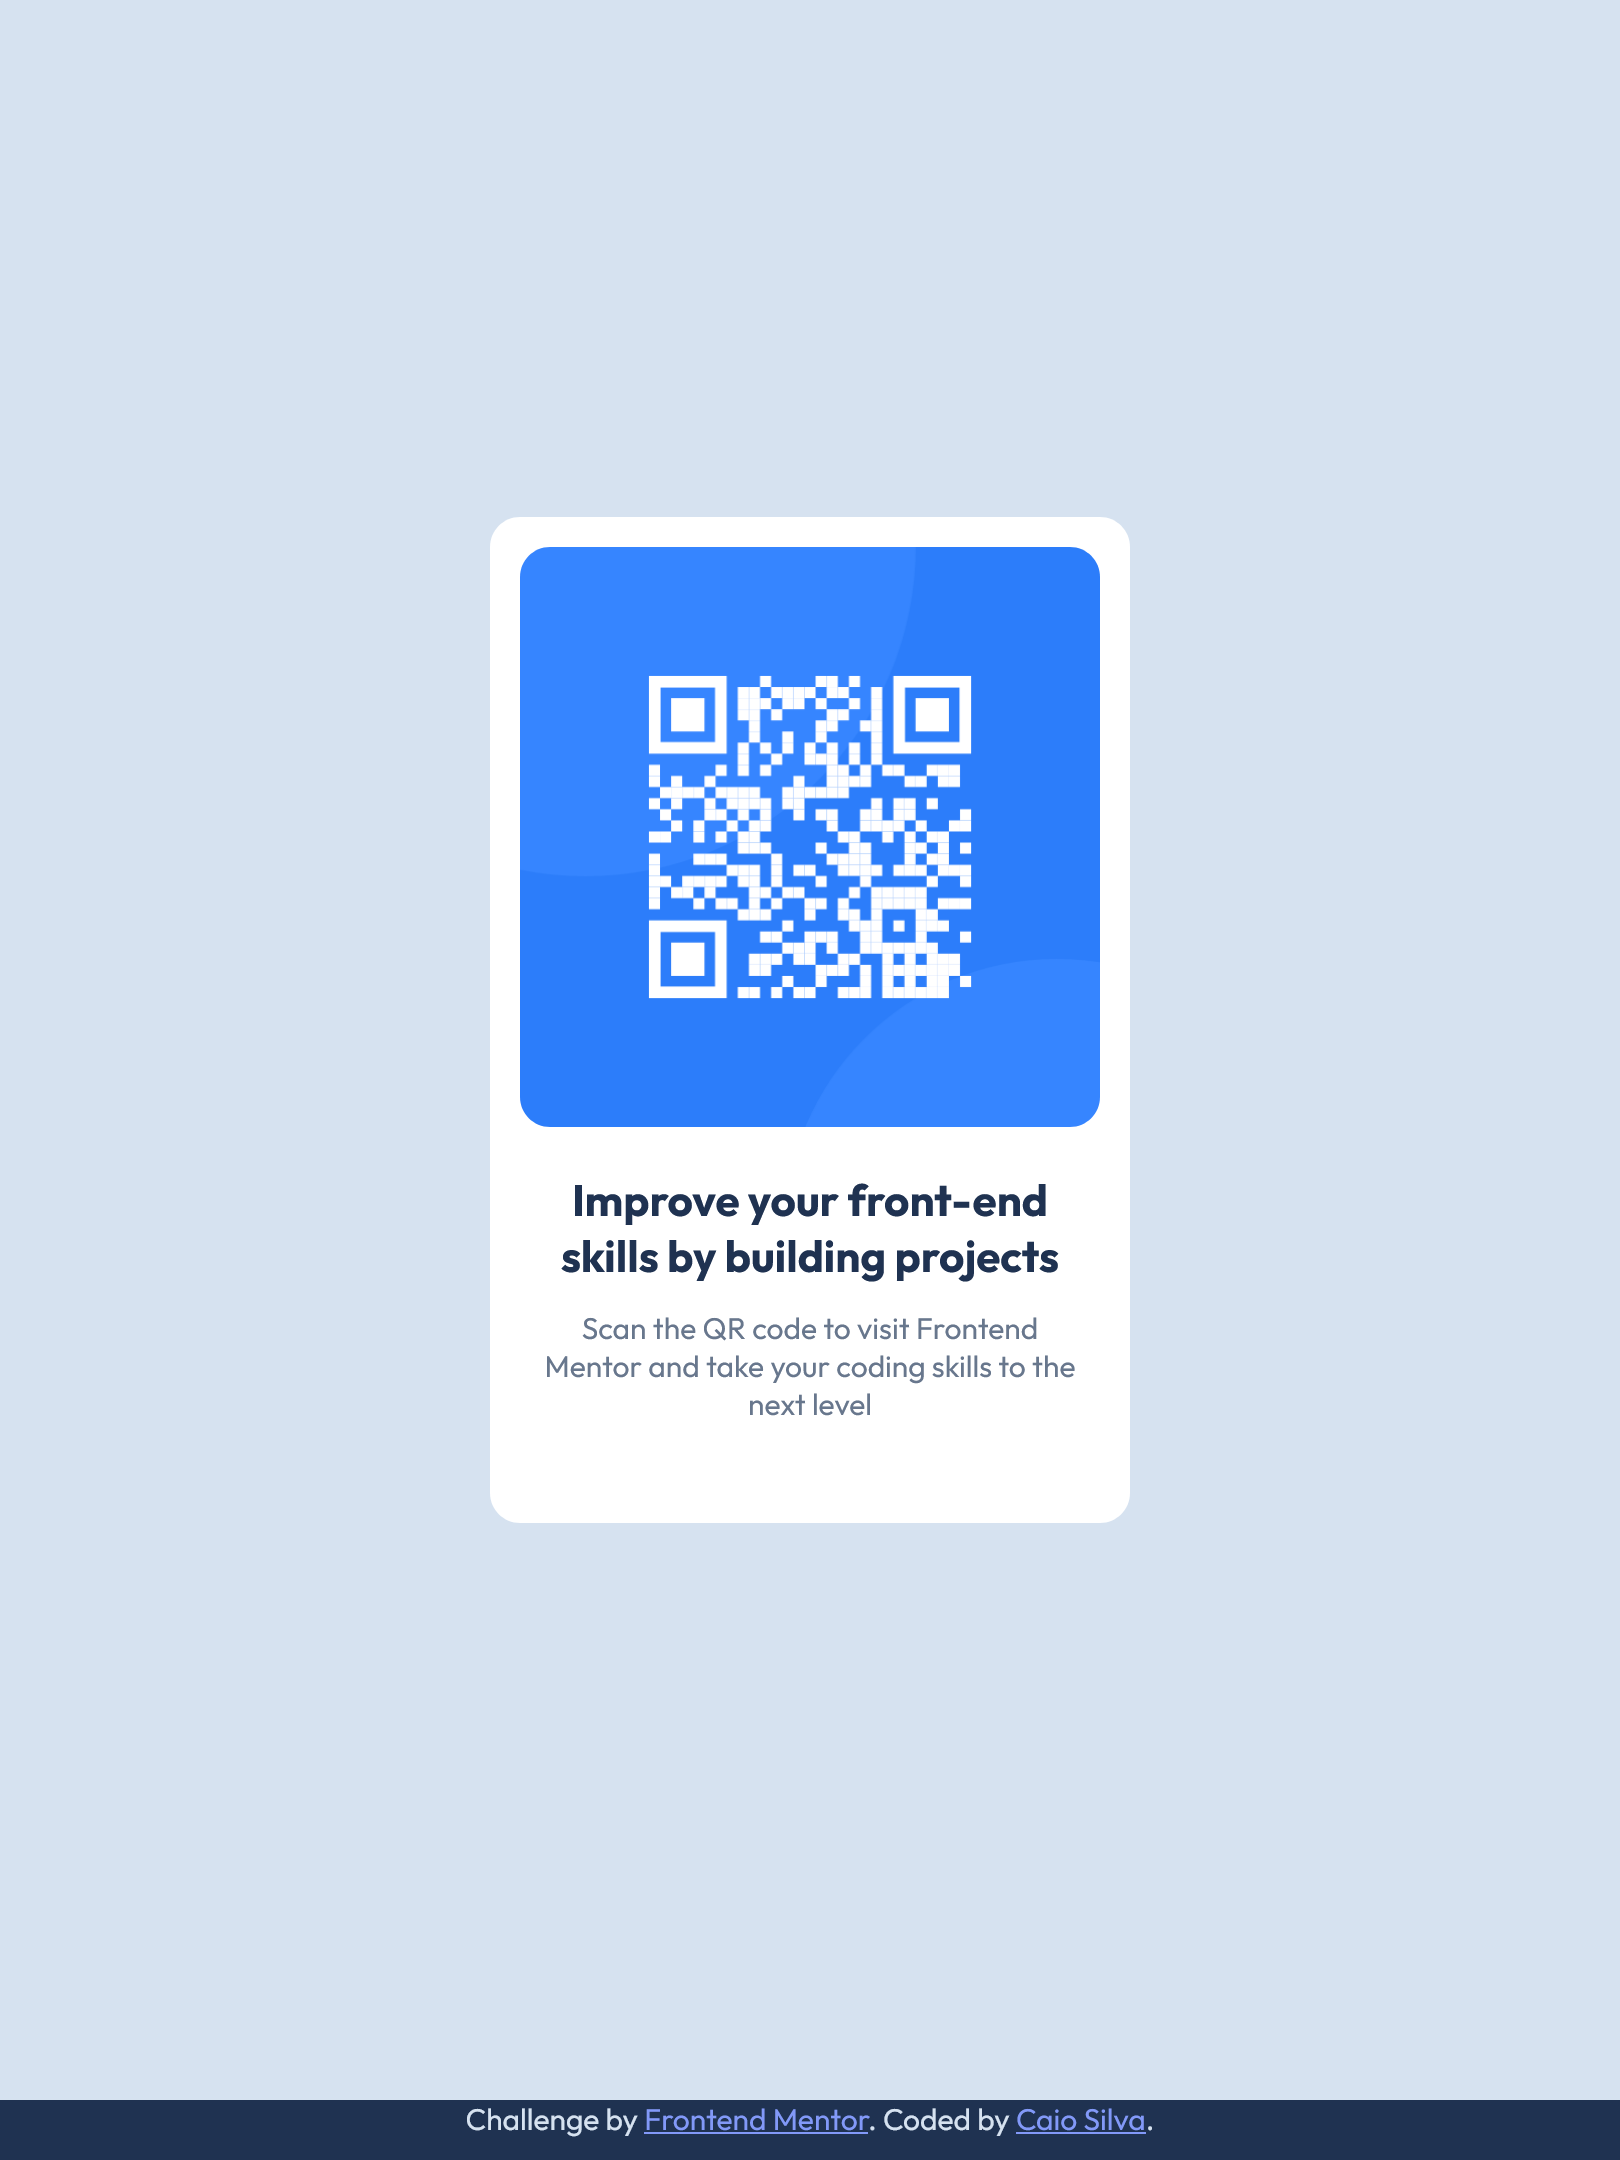 Improve your front-end
skills by building projects
Scan the QR code to visit Frontend
Mentor and take your coding skills to the
next level
Challenge by Frontend Mentor. Coded by Caio Silva.